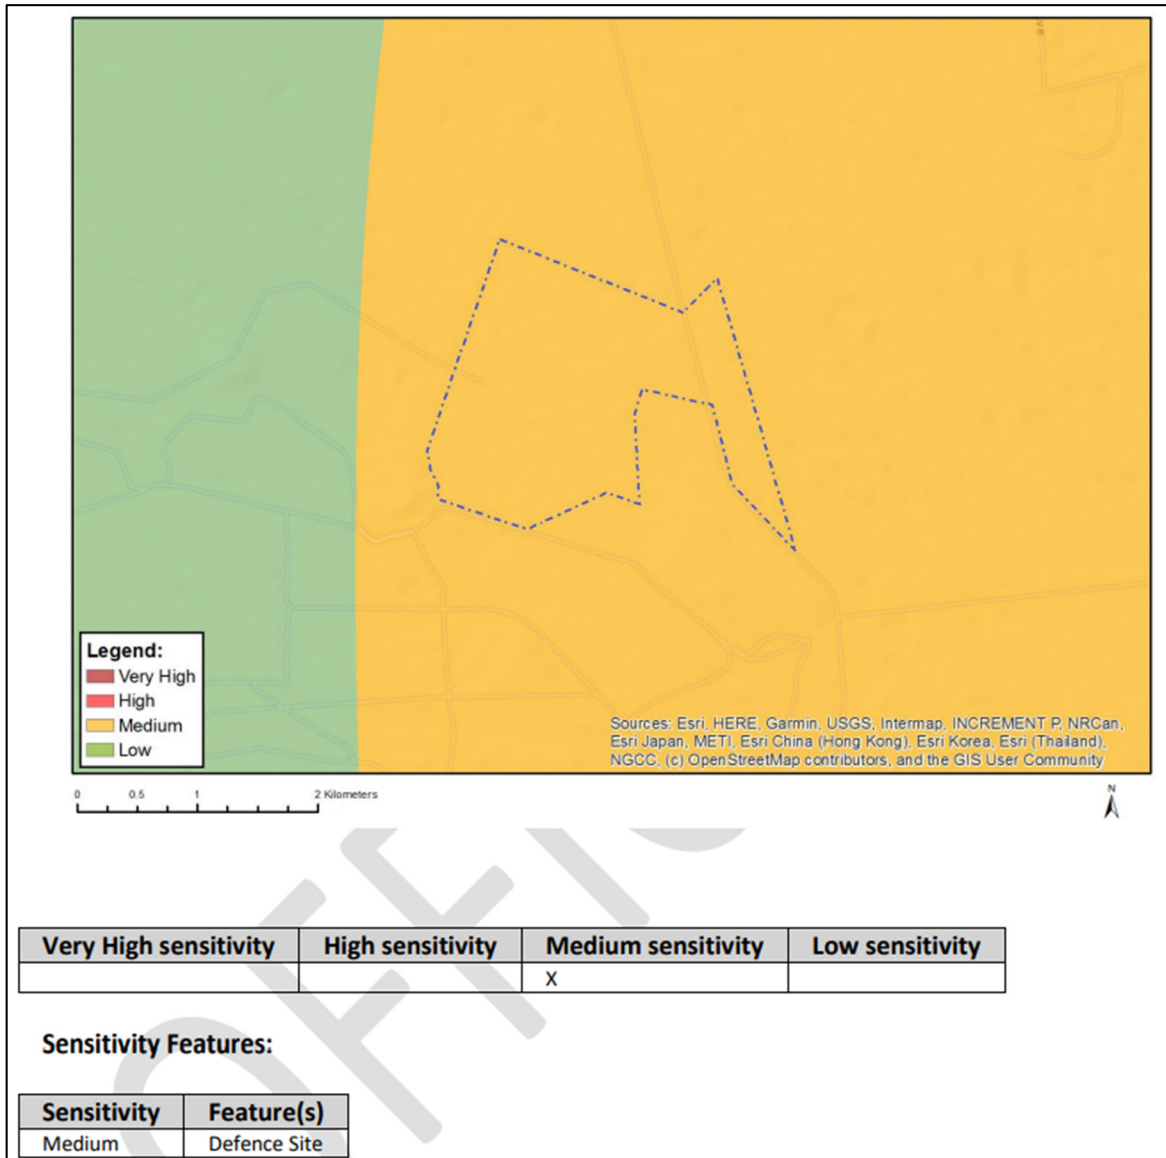 ve
Legend:
Very High
High
Medium
Low
Sources: Esri, HERE, Garmin, USGS, Intermap, INCREMENT P, NRCan,
Esri Japan, METI, Esri China (Hong Kong), Esri Korea, Esri (Thailand),
NGCC, (c) OpenStreetMap contributors, and the GIS User Community
0 0.5 1 2 Kilometers
N
Very High sensitivity High sensitivity Medium sensitivity Low sensitivity
X
Sensitivity Features:
Sensitivity Feature(s)
Medium Defence Site